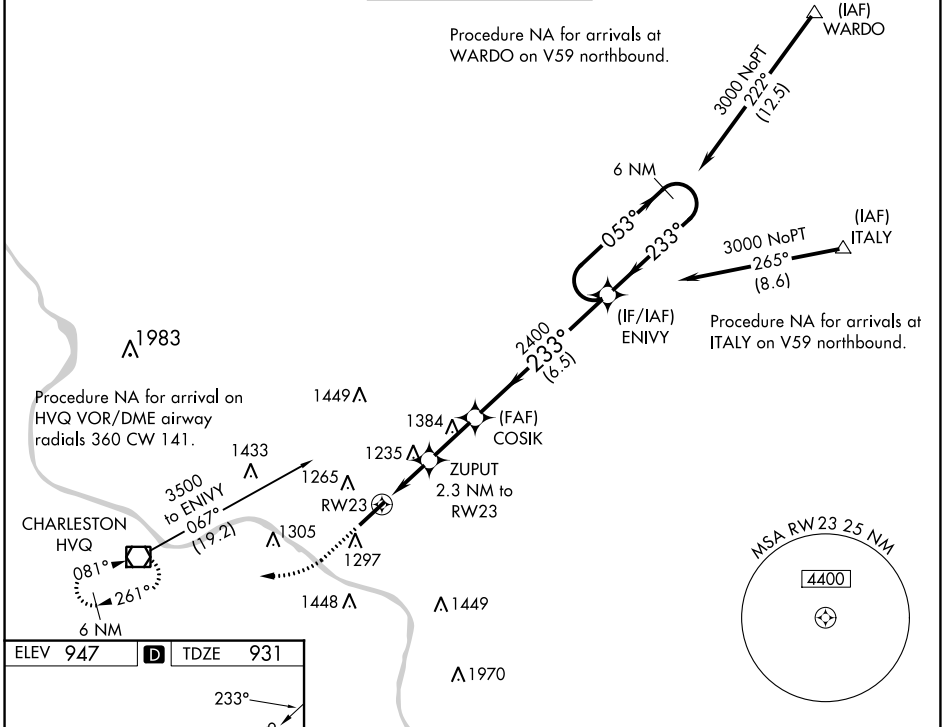 (IAF)
WARDO
Procedure NA for arrivals at
WARDO on V59 northbound.
3000 NoPT
222°
(12.5)
6 NM
053°
233°
(IAF)
ITALY
3000 NoPT
265°
(8.6)
(IF/IAF)
ENIVY
Procedure NA for arrivals at
ITALY on V59 northbound.
2400
233°
(6.5)
1983
Procedure NA for arrival on
HVQ VOR/DME airway
radials 360 CW 141.
1449
1384
(FAF)
COSIK
1235
1433
1265
ZUPUT
2.3 NM to
RW23
RW23
3500
to ENIVY
067°
(19.2)
CHARLESTON
HVQ
1305
1297
081°
261°
6 NM
1448
1449
MSA RW23 25 NM
4400
1970
ELEV 947 D TDZE 931
233°